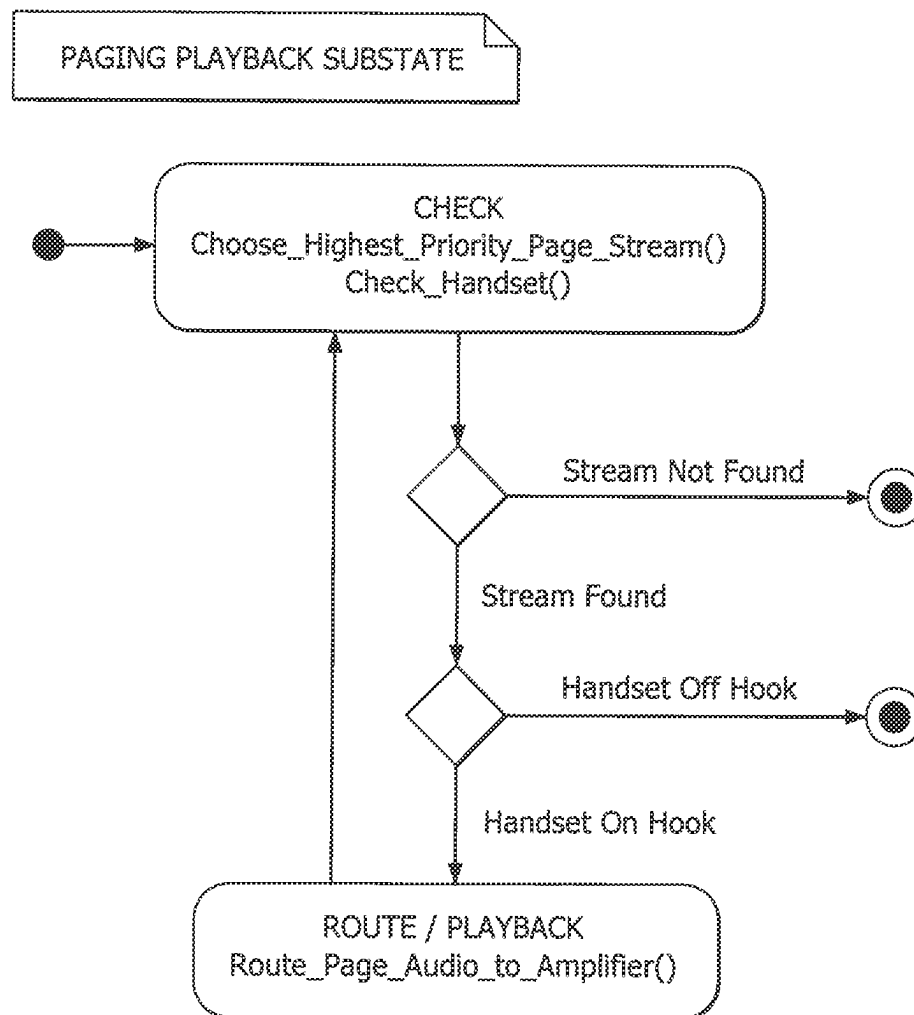 PAGING PLAYBACK SUBSTATE
CHECK
Choose_Highest_Priority_Page_Stream()
Check_Handset()
Stream Not Found
Stream Found
Handset Off Hook
Handset On Hook
ROUTE / PLAYBACK
Route_Page_Audio_to_Amplifier()